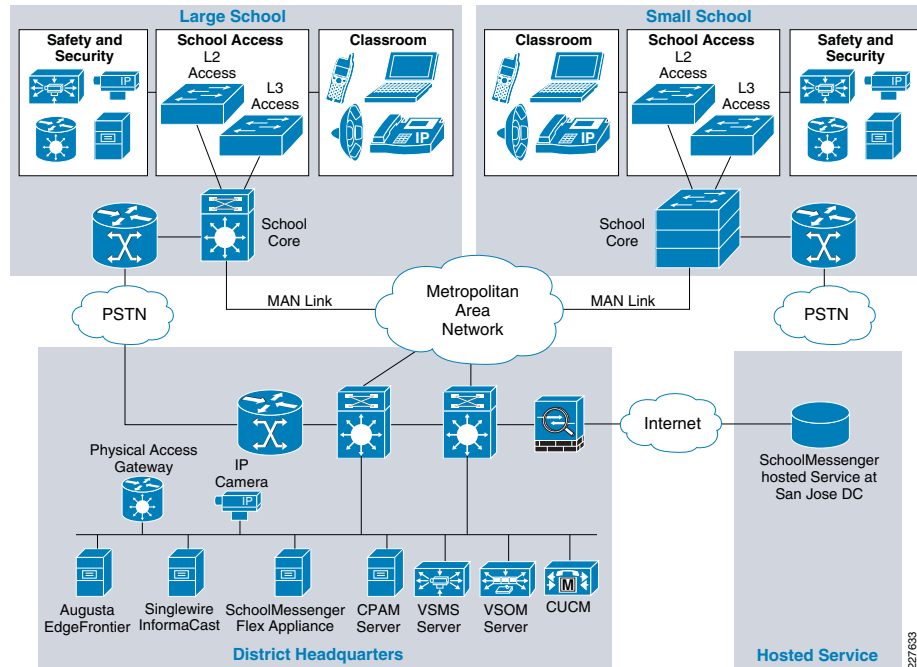 Large School
Safety and
Security
IP
School Access
L2
Access
L3
Access
Classroom
IP
School
Core
PSTN
MAN Link
Small School
Classroom
IP
School Access
L2
Access
L3
Access
Safety and
Security
IP
School
Core
MAN Link
PSTN
Metropolitan
Area
Network
Internet
Physical Access
Gateway
IP
Camera
IP
SchoolMessenger
hosted Service at
San Jose DC
M
Augusta
EdgeFrontier
Singlewire
InformaCast
SchoolMessenger
Flex Appliance
CPAM
Server
VSMS
Server
VSOM
Server
CUCM
District Headquarters
Hosted Service
227633